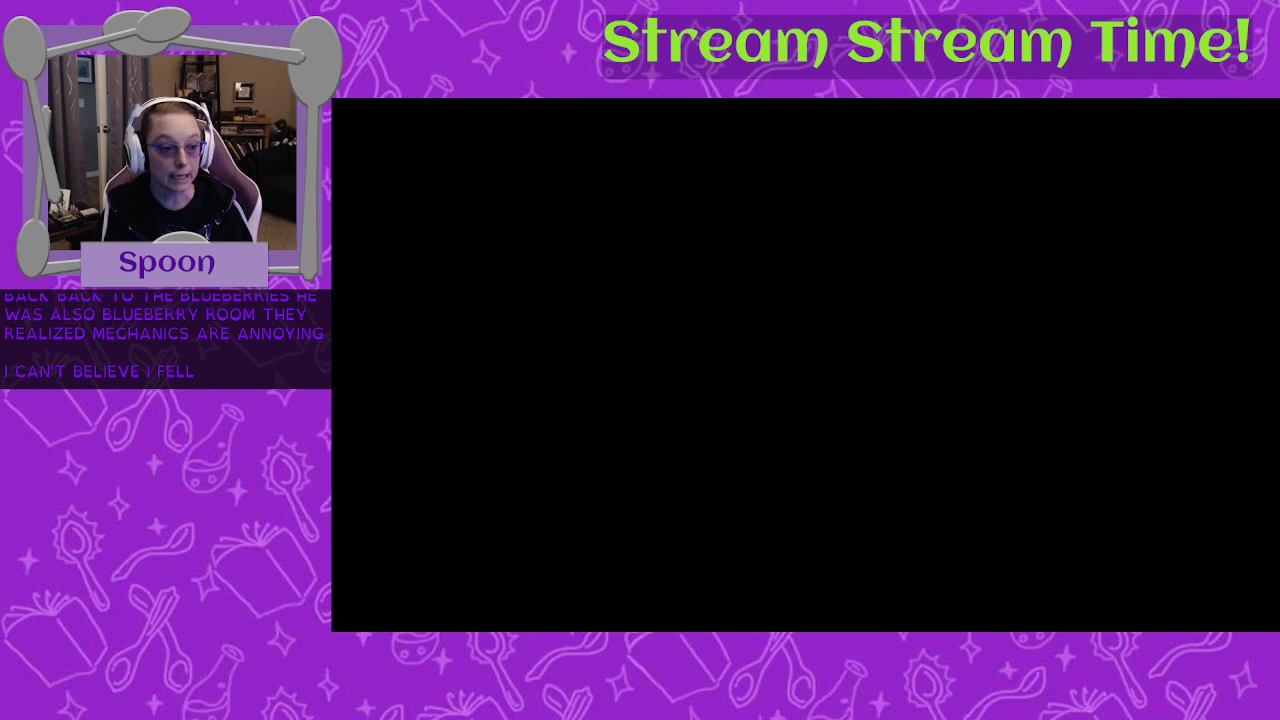 Stream Stream Time!
Spoon
BACK BACK TO THE BLUEBERRIES HE
WAS ALSO BLUEBERRY ROOM THEY
REALIZED MECHANICS ARE ANNOYING
I CAN'T BELIEVE I FELL